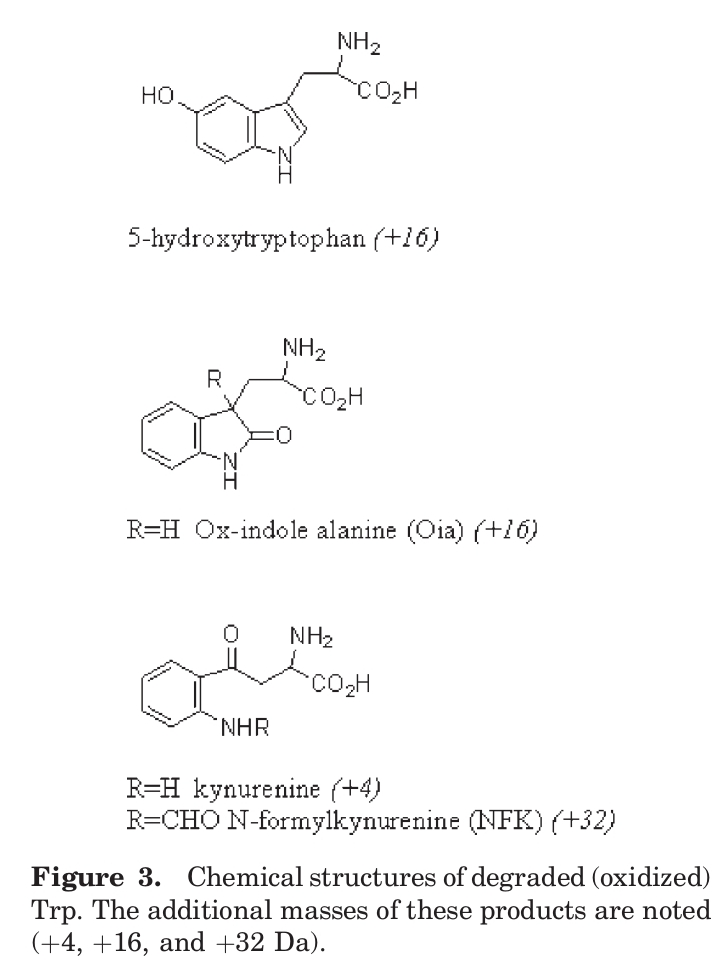 NH₂
HO
CO₂H
N
H
5-hydroxytryptophan (+16)
NH₂
R
CO₂H
O
N
H
R=H Ox-indole alanine (Oia) (+16)
O
NH₂
CO₂H
NHR
R=H kynurenine (+4)
R=CHO N-formylkynurenine (NFK) (+32)
Figure 3. Chemical structures of degraded (oxidized)
Trp. The additional masses of these products are noted
(+4, +16, and +32 Da).